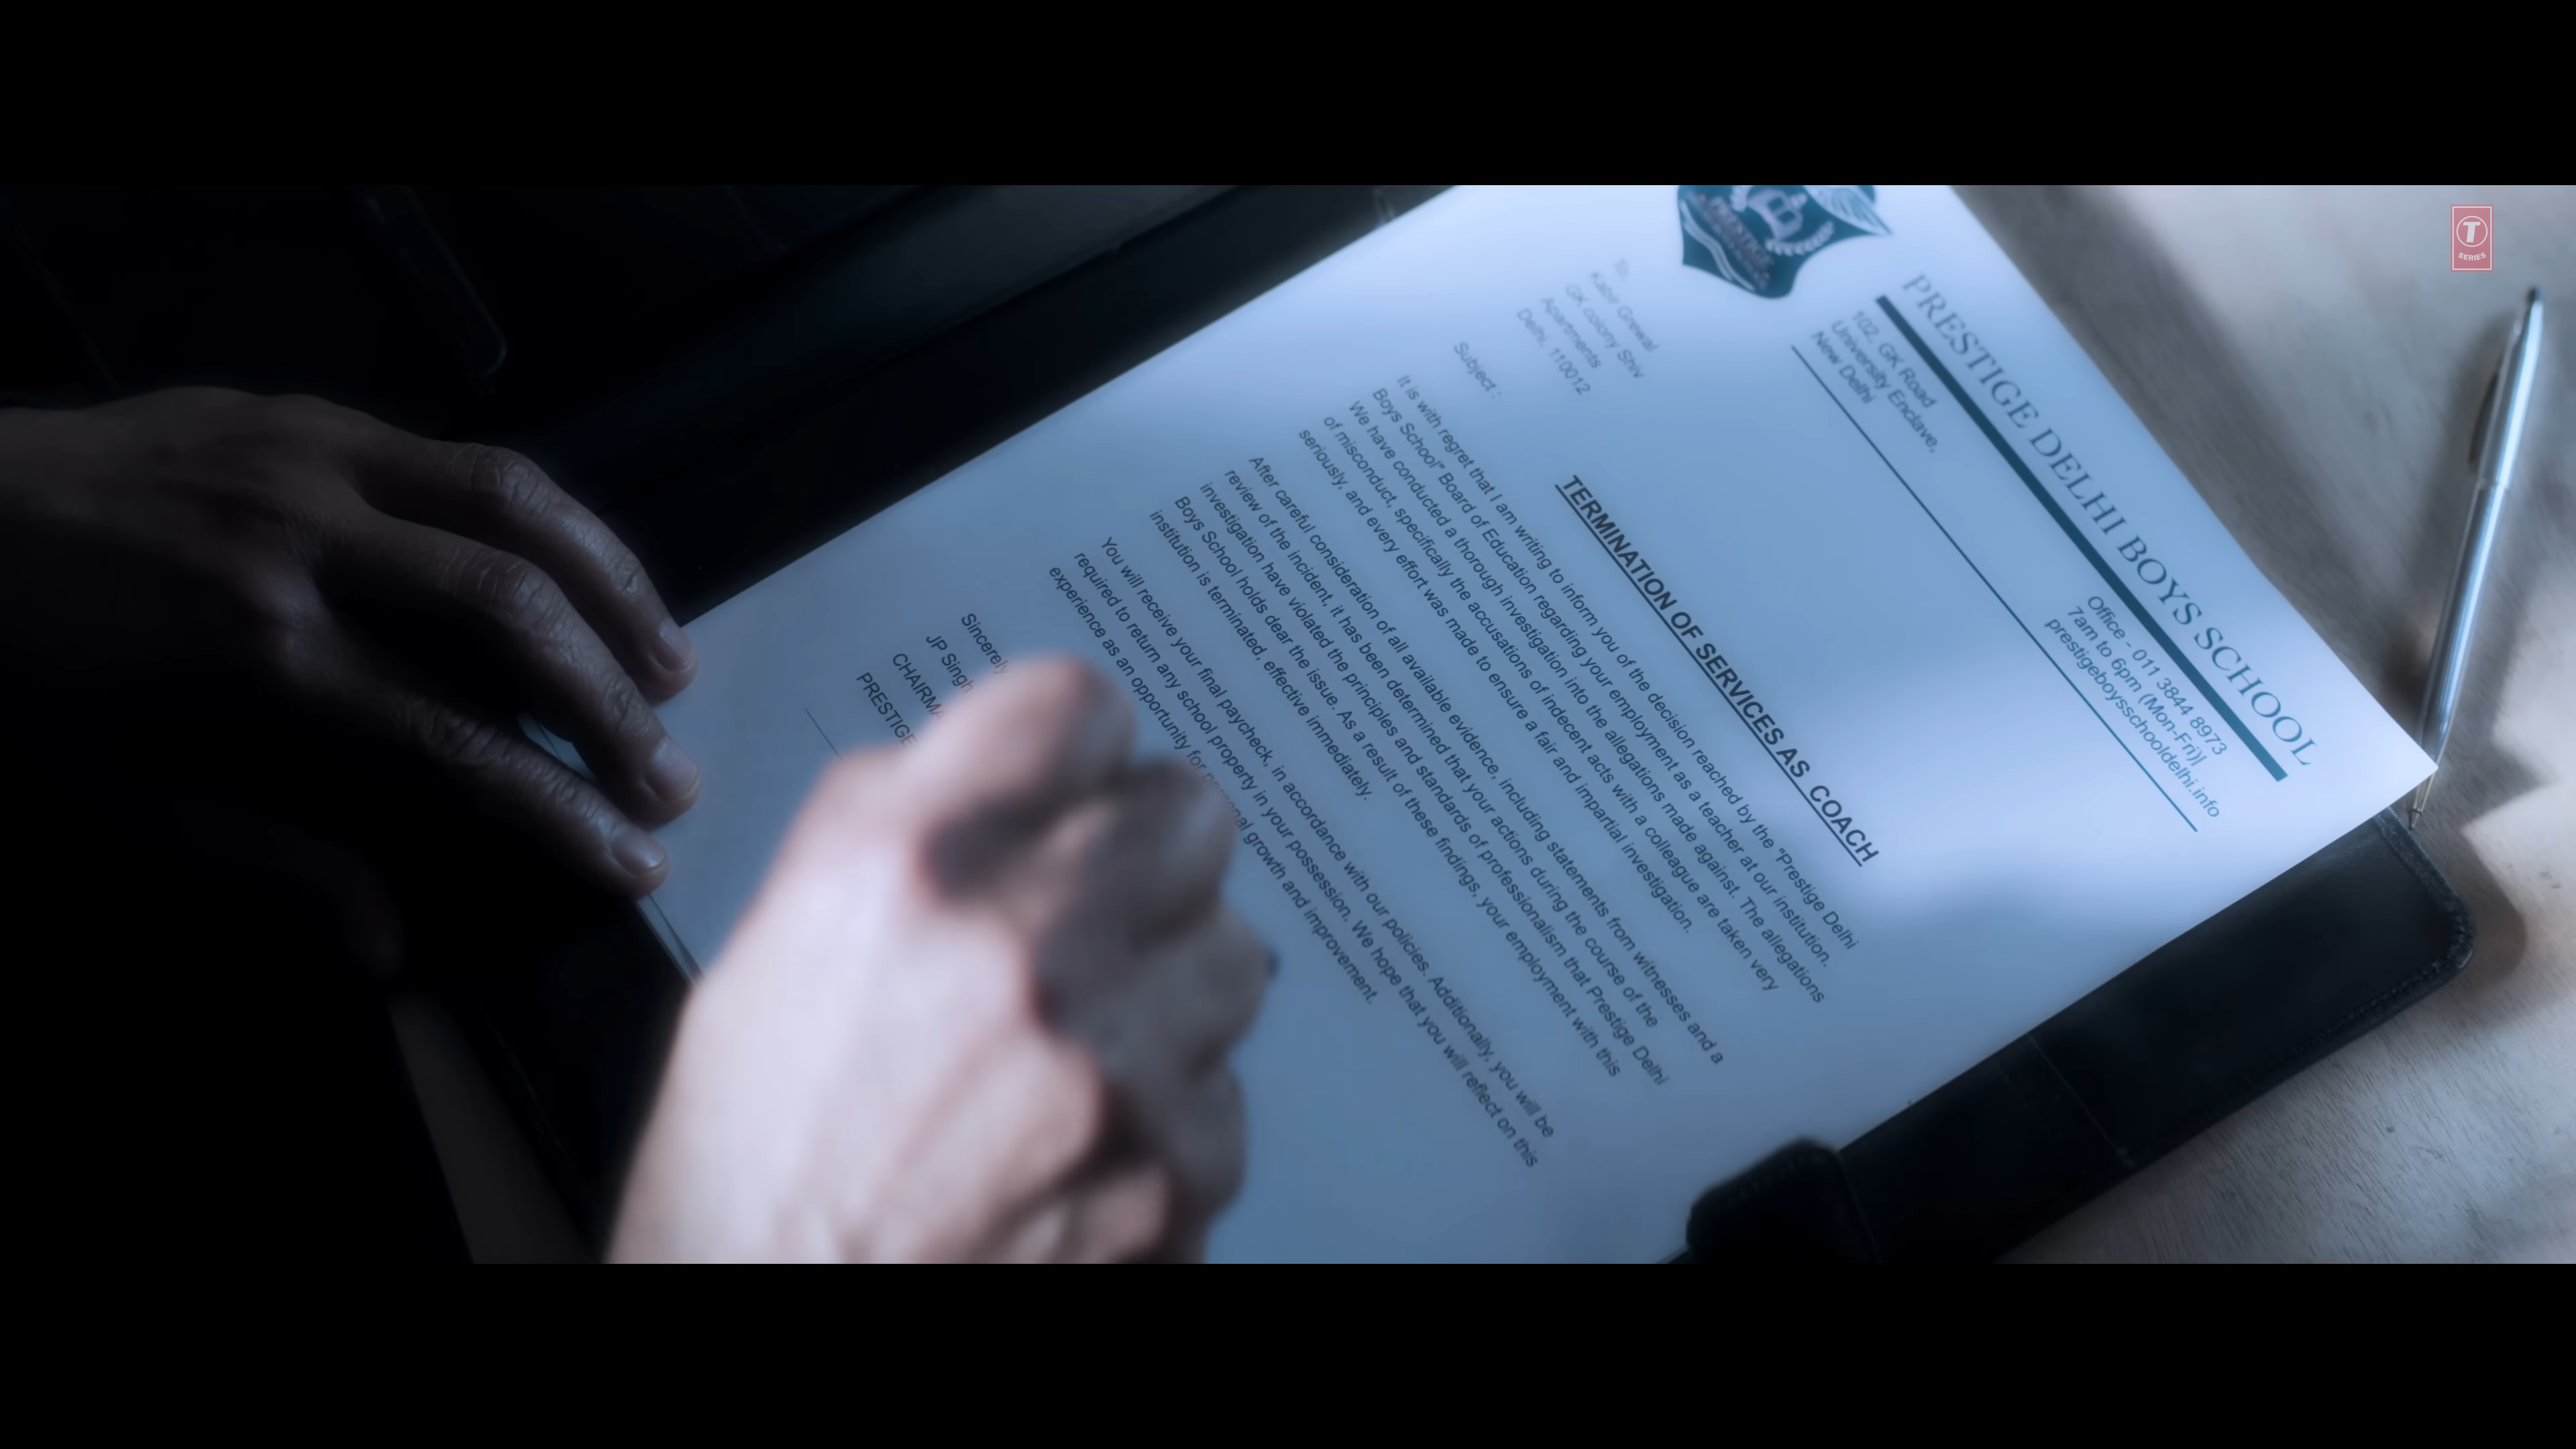 PRESTIGE
PRESTIGE DELHI BOYS SCHOOL
102, GK Road
University Enclave,
New Delhi
Office - 011 3844 8973
7am to 6pm (Mon-Fri)|
prestigeboysschooldelhi.info
To,
Kabir Grewal
GK colony Shiv
Apartments
Delhi, 110012
Subject :
TERMINATION OF SERVICES AS COACH
It is with regret that I am writing to inform you of the decision reached by the "Prestige Delhi
Boys School" Board of Education regarding your employment as a teacher at our institution.
We have conducted a thorough investigation into the allegations made against. The allegations
of misconduct, specifically the accusations of indecent acts with a colleague are taken very
seriously, and every effort was made to ensure a fair and impartial investigation.
After careful consideration of all available evidence, including statements from witnesses and a
review of the incident, it has been determined that your actions during the course of the
investigation have violated the principles and standards of professionalism that Prestige Delhi
Boys School holds dear the issue. As a result of these findings, your employment with this
institution is terminated, effective immediately.
You will receive your final paycheck, in accordance with our policies. Additionally, you will be
required to return any school property in your possession. We hope that you will reflect on this
experience as an opportunity for personal growth and improvement.
Sincerely
JP Singh
CHAIRMA
PRESTIGE
T
SERIES